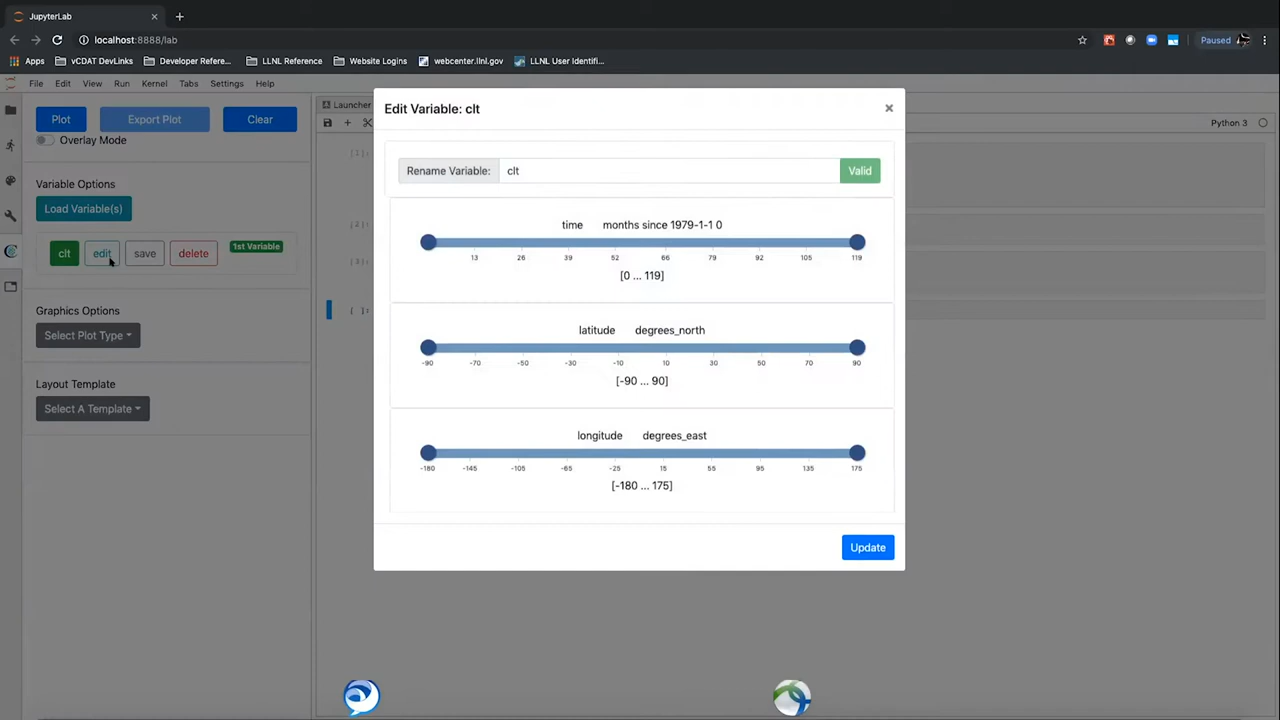 JupyterLab
localhost:8888/lab
Paused
Apps
vCDAT DevLinks
Developer Refere...
LLNL Reference
Website Logins
webcenter.llnl.gov
LLNL User Identifi...
File Edit View Run Kernel Tabs Settings Help
Plot
Export Plot
Clear
Overlay Mode
Variable Options
Load Variable(s)
clt
edit
save
delete
1st Variable
Graphics Options
Select Plot Type
Layout Template
Select A Template
Launcher
Python 3
[1]:
[2]:
[3]:
[ ]:
Edit Variable: clt
×
Rename Variable: clt Valid
time months since 1979-1-1 0
13 26 39 52 66 79 92 105 119
[0 ... 119]
latitude degrees_north
-90 -70 -50 -30 -10 10 30 50 70 90
[-90 ... 90]
longitude degrees_east
-180 -145 -105 -65 -25 15 55 95 135 175
[-180 ... 175]
Update